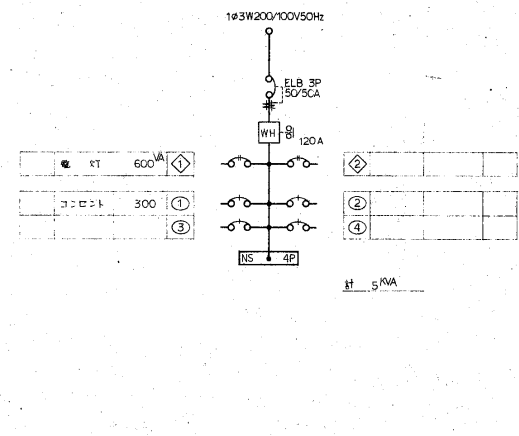 1φ3W200/100V50Hz
ELB 3P
50/50A
WH
120A
電 灯 600VA ①
②
コンセント 300 ①
②
③
④
NS 4P
計 5KVA